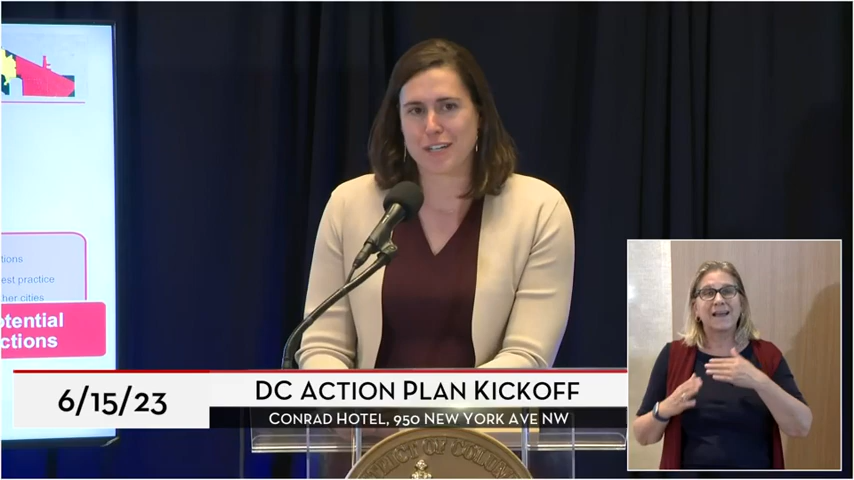 tions
est practice
her cities
otential
ctions
6/15/23
DC ACTION PLAN KICKOFF
CONRAD HOTEL, 950 NEW YORK AVE NW